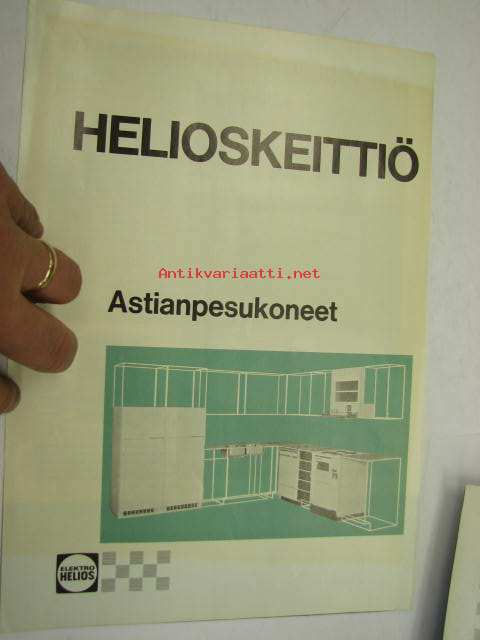 HELIOSKEITTIÖ
Antikvariaatti.net
Astianpesukoneet
ELEKTRO
HELIOS